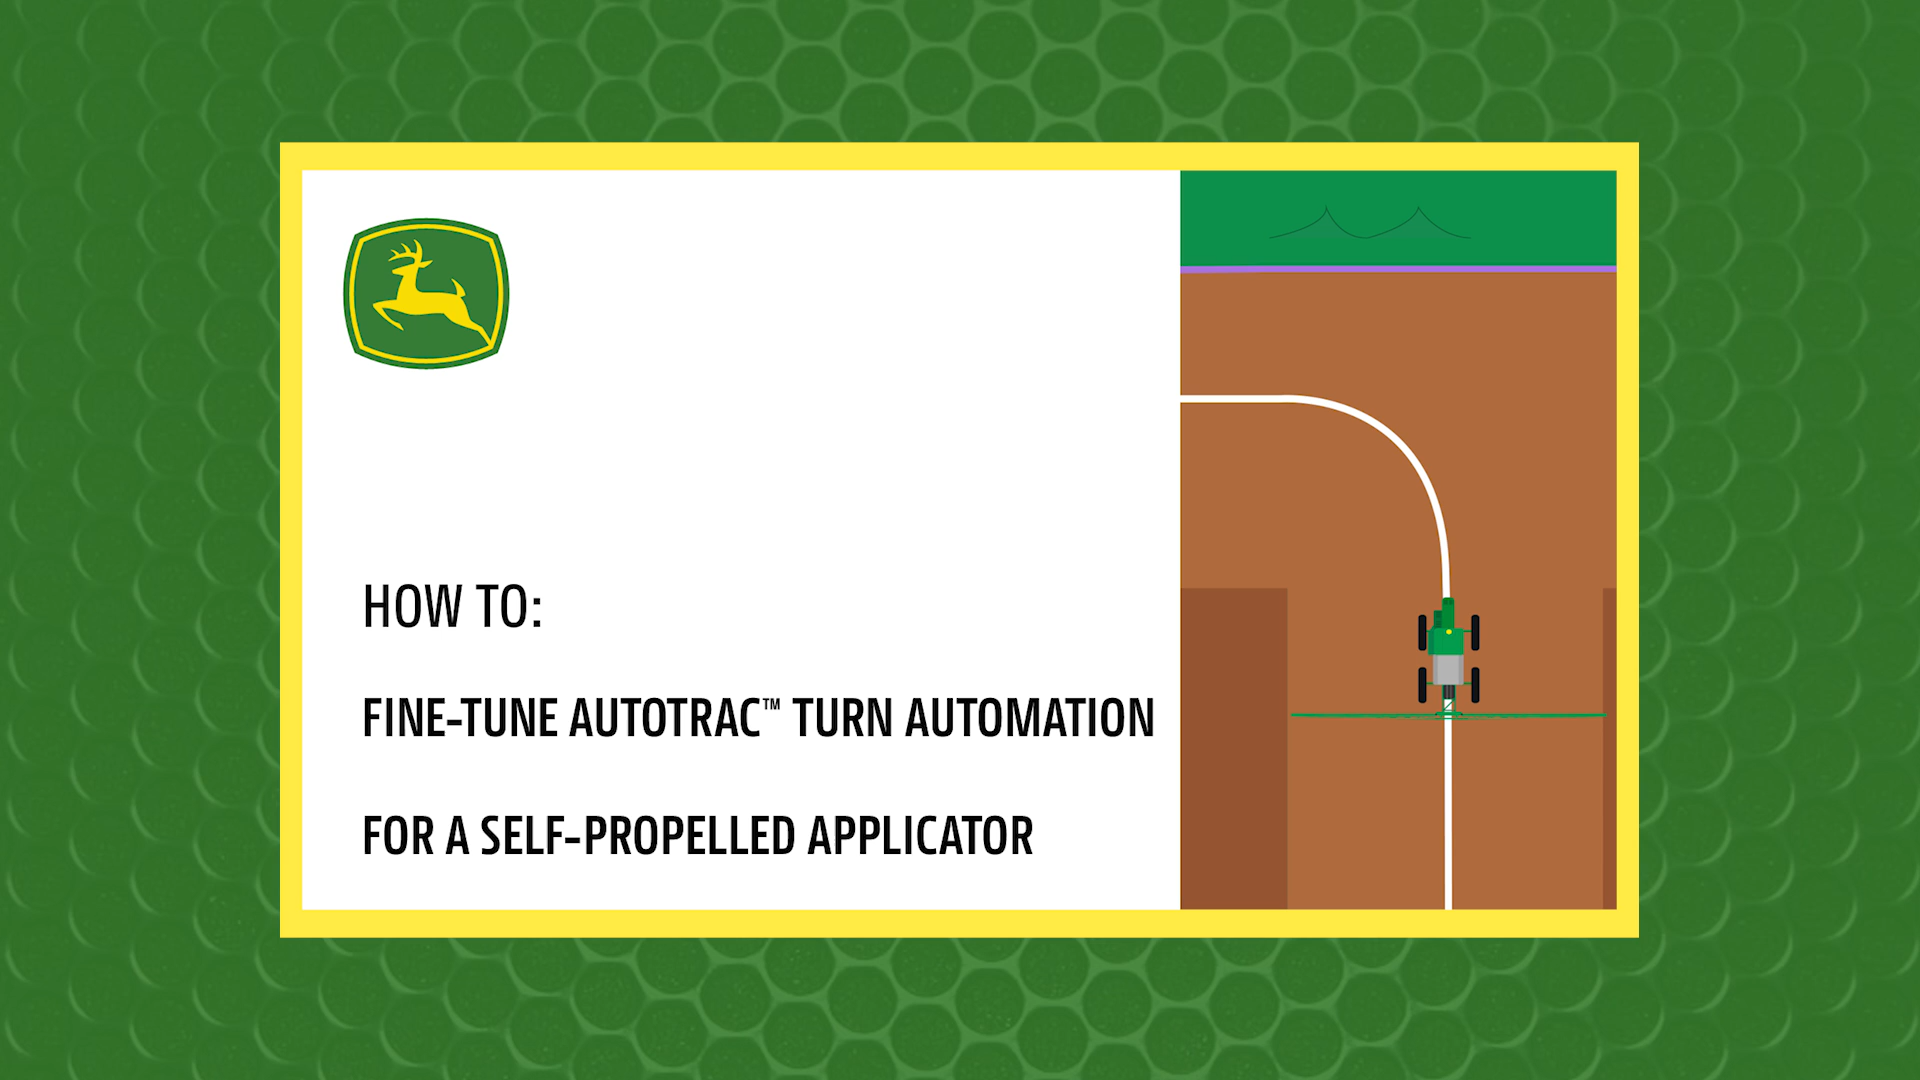 HOW TO:
FINE-TUNE AUTOTRAC™ TURN AUTOMATION
FOR A SELF-PROPELLED APPLICATOR